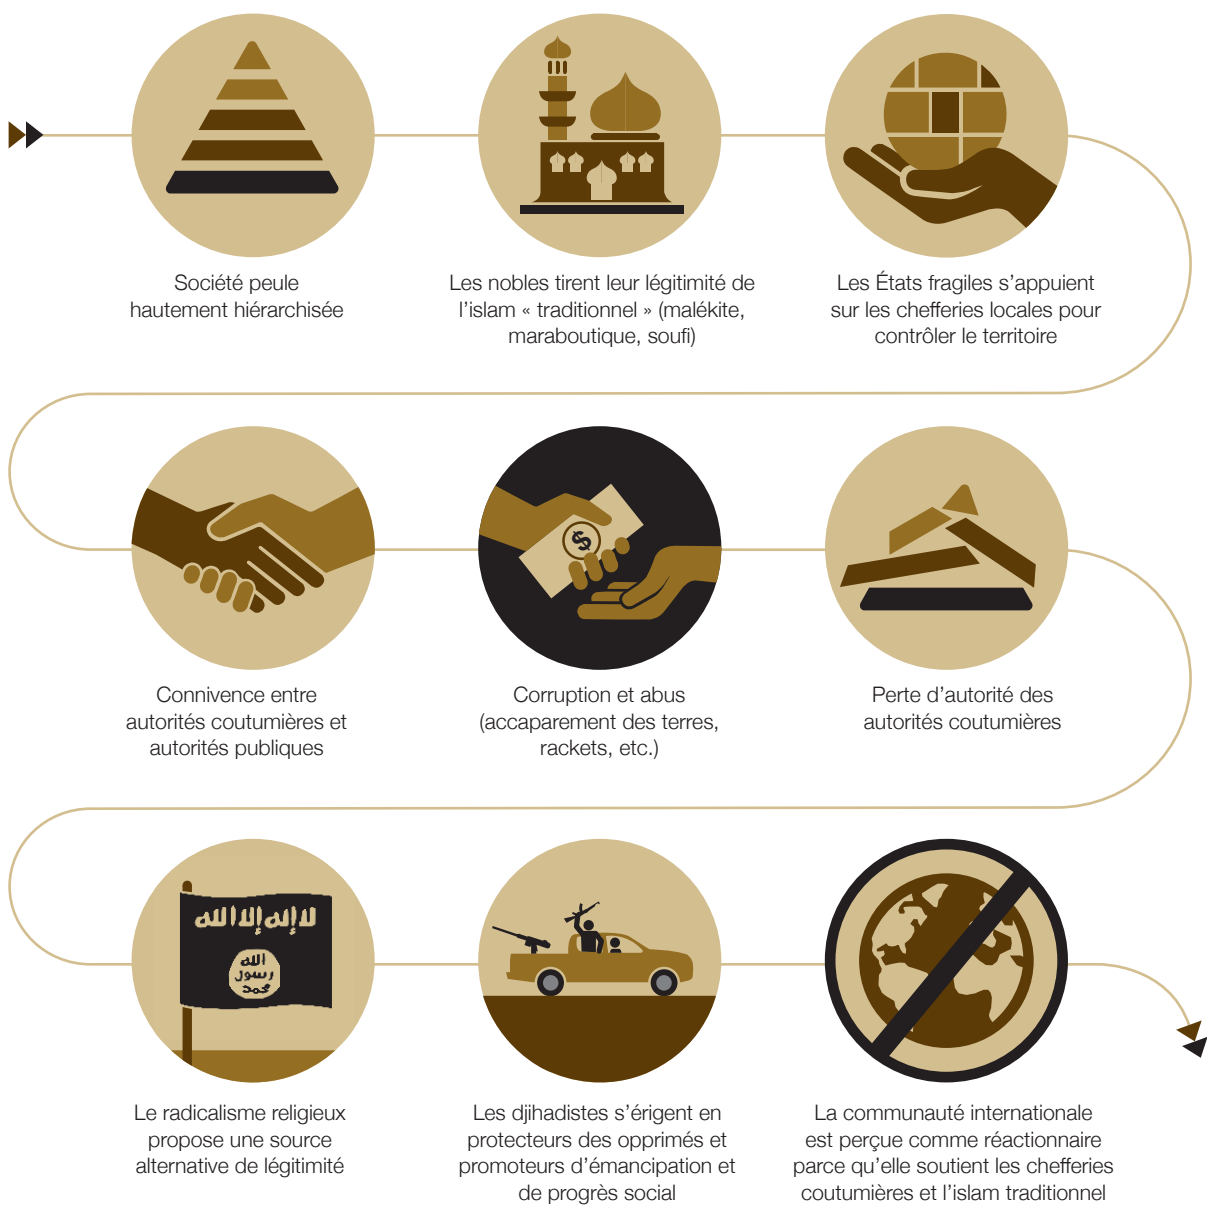 Société peule
hautement hiérarchisée
Les nobles tirent leur légitimité de
l’islam « traditionnel » (malékite,
maraboutique, soufi)
Les États fragiles s’appuient
sur les chefferies locales pour
contrôler le territoire
$
Connivence entre
autorités coutumières et
autorités publiques
Corruption et abus
(accaparement des terres,
rackets, etc.)
Perte d’autorité des
autorités coutumières
لا إله إلا الله
الله
رسول
محمد
Le radicalisme religieux
propose une source
alternative de légitimité
Les djihadistes s’érigent en
protecteurs des opprimés et
promoteurs d’émancipation et
de progrès social
La communauté internationale
est perçue comme réactionnaire
parce qu’elle soutient les chefferies
coutumières et l’islam traditionnel